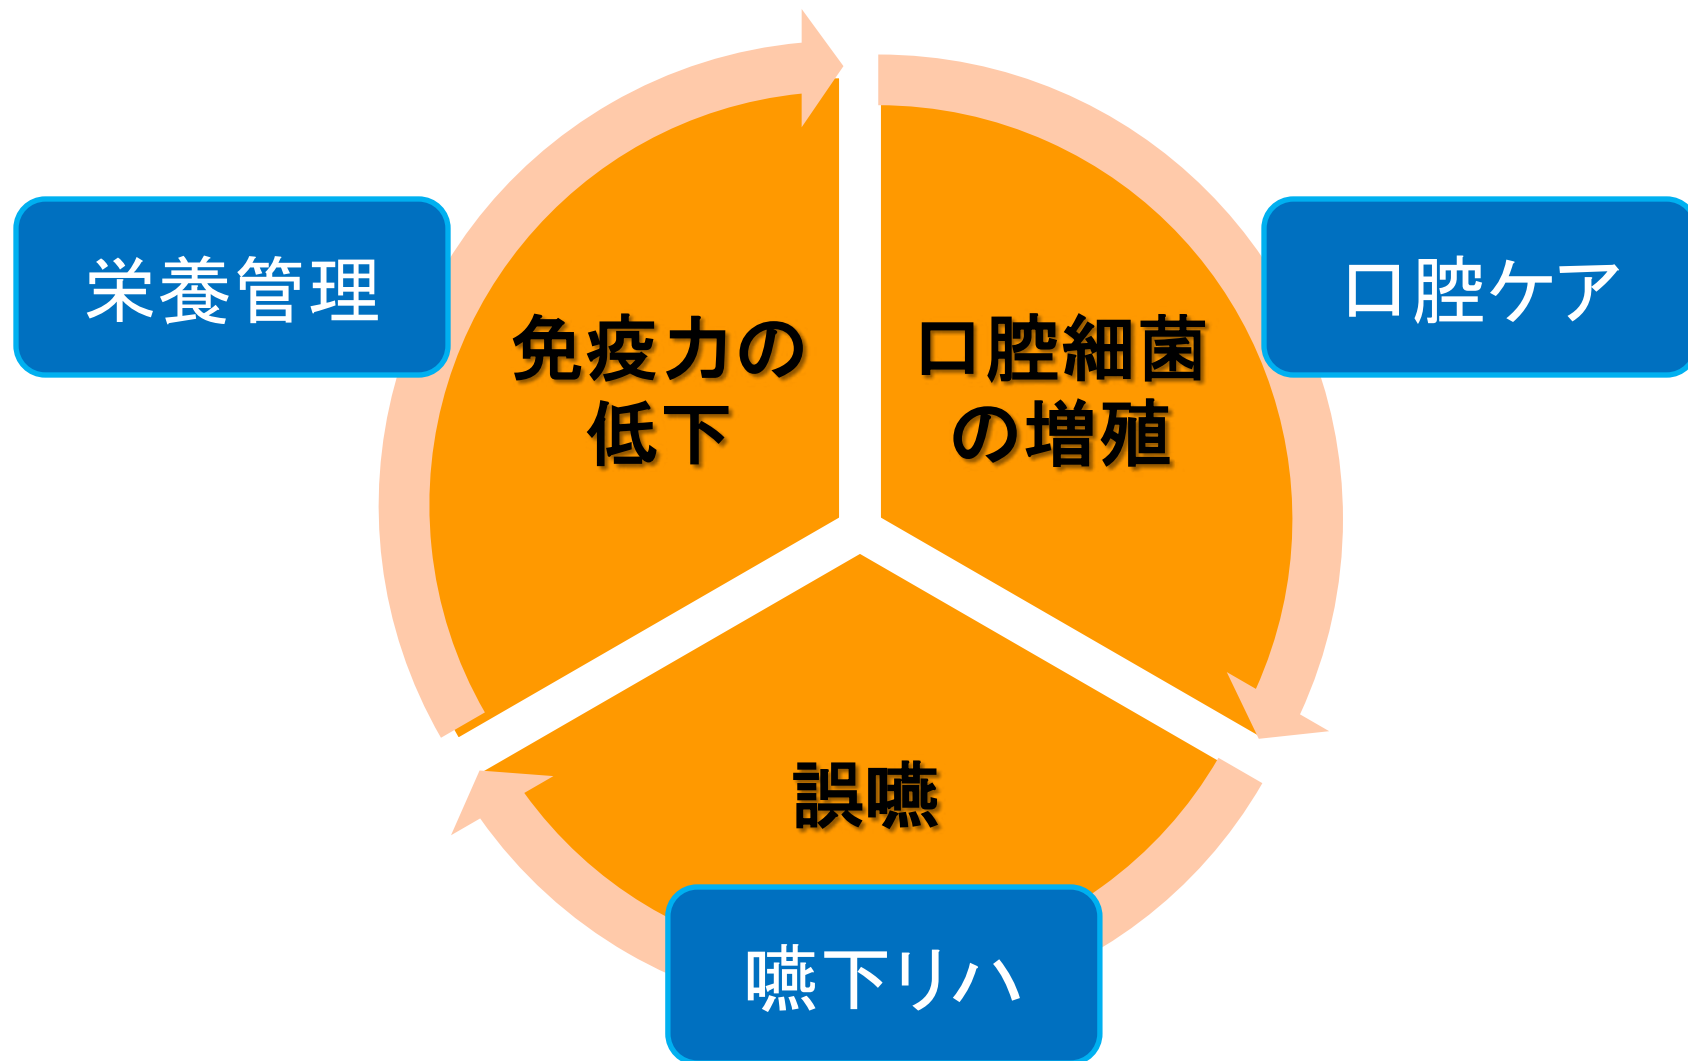 栄養管理
口腔ケア
免疫力の
低下
口腔細菌
の増殖
誤嚥
嚥下リハ